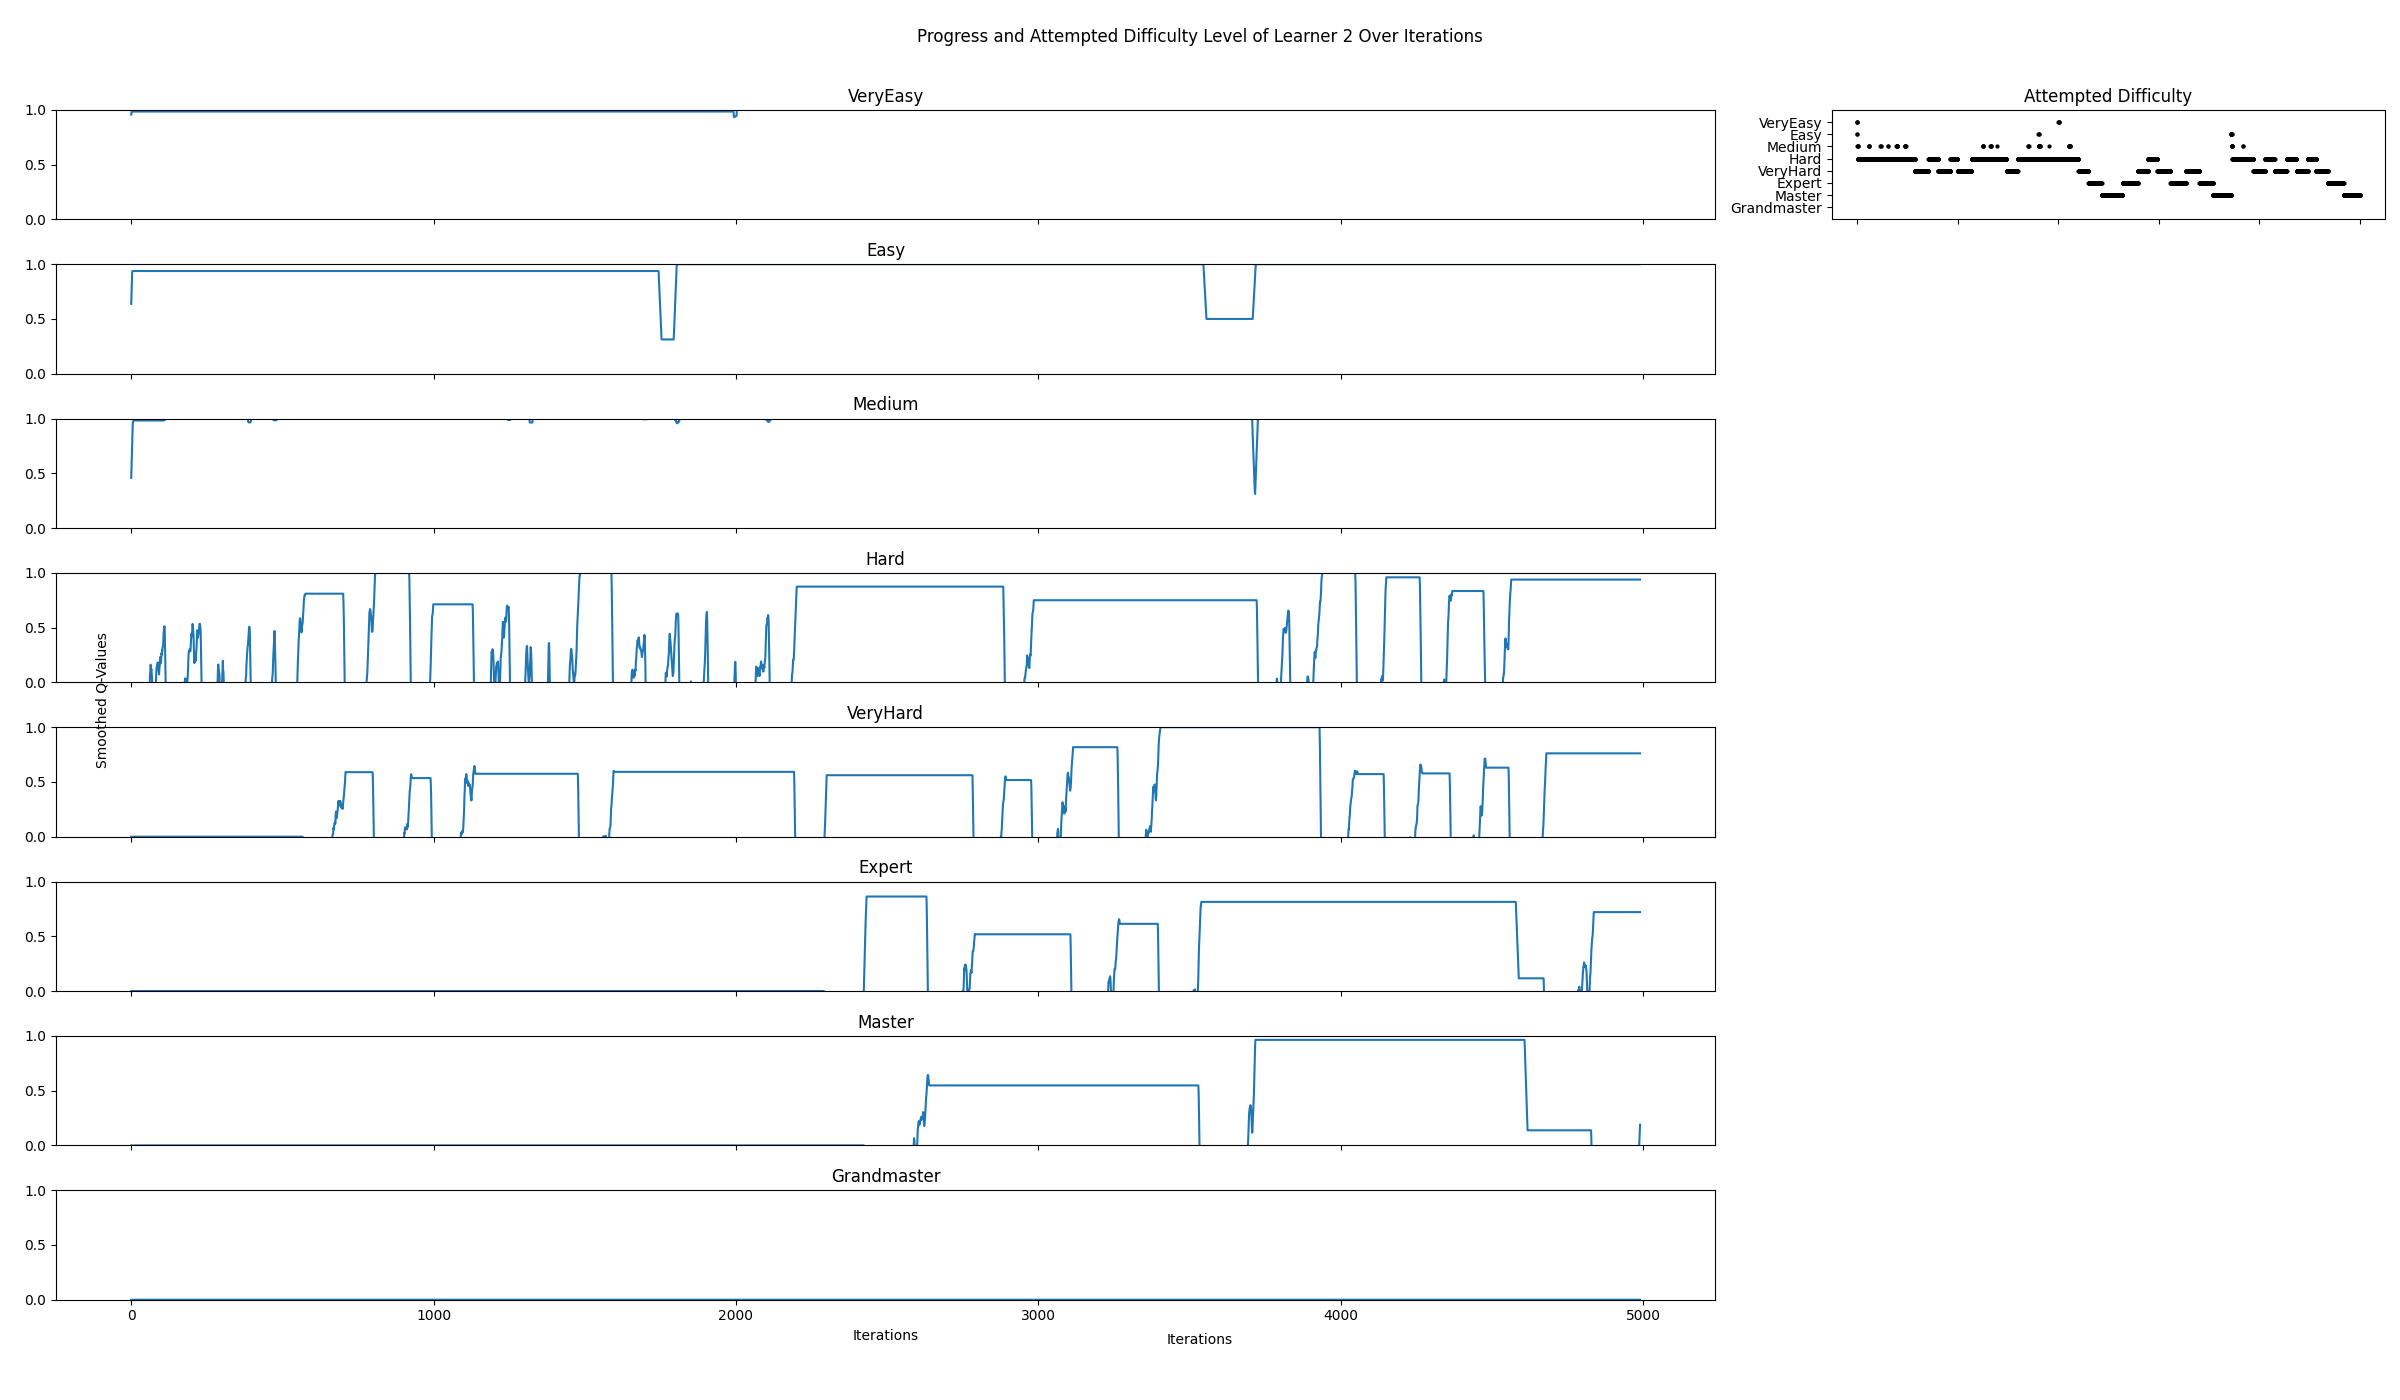 Progress and Attempted Difficulty Level of Learner 2 Over Iterations
VeryEasy
1.0
0.5
0.0
Attempted Difficulty
VeryEasy
Easy
Medium
Hard
VeryHard
Expert
Master
Grandmaster
Easy
1.0
0.5
0.0
Medium
1.0
0.5
0.0
Hard
1.0
0.5
0.0
Smoothed Q-Values
VeryHard
1.0
0.5
0.0
Expert
1.0
0.5
0.0
Master
1.0
0.5
0.0
Grandmaster
1.0
0.5
0.0
0 1000 2000 3000 4000 5000
Iterations
Iterations